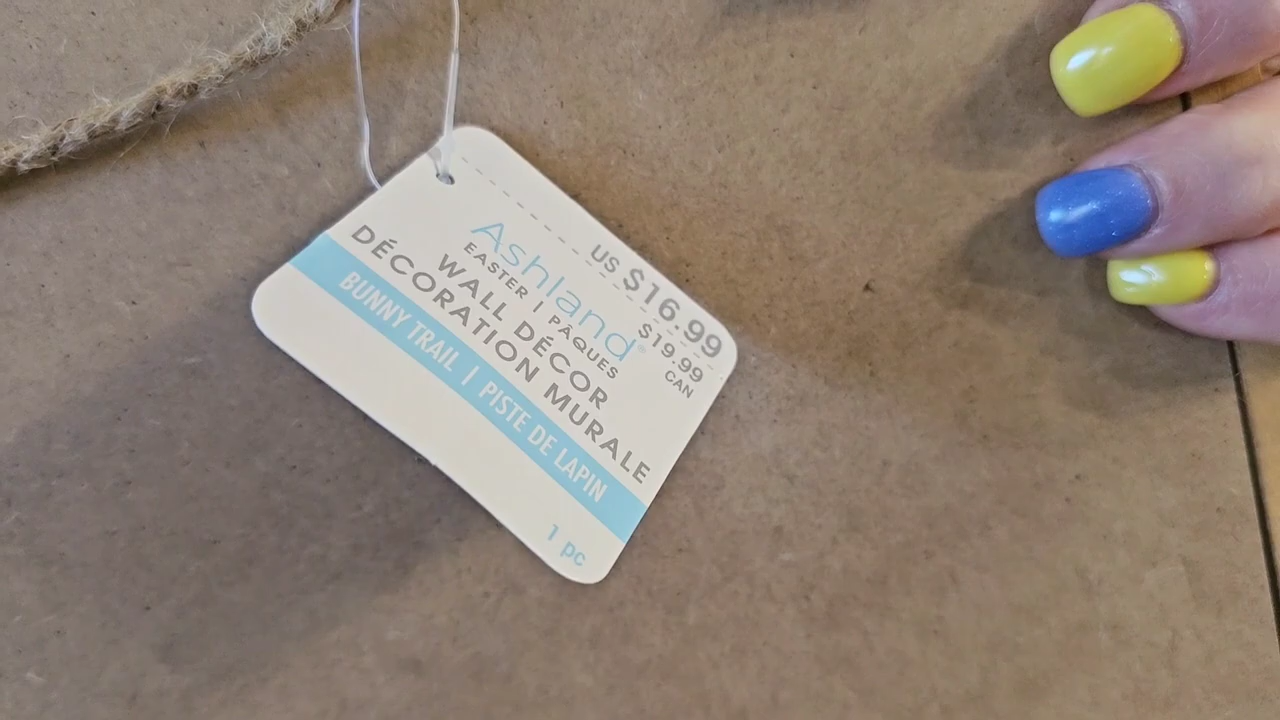 US $16.99
$19.99
CAN
Ashland®
EASTER | PÂQUES
WALL DÉCOR
DÉCORATION MURALE
BUNNY TRAIL | PISTE DE LAPIN
1 pc